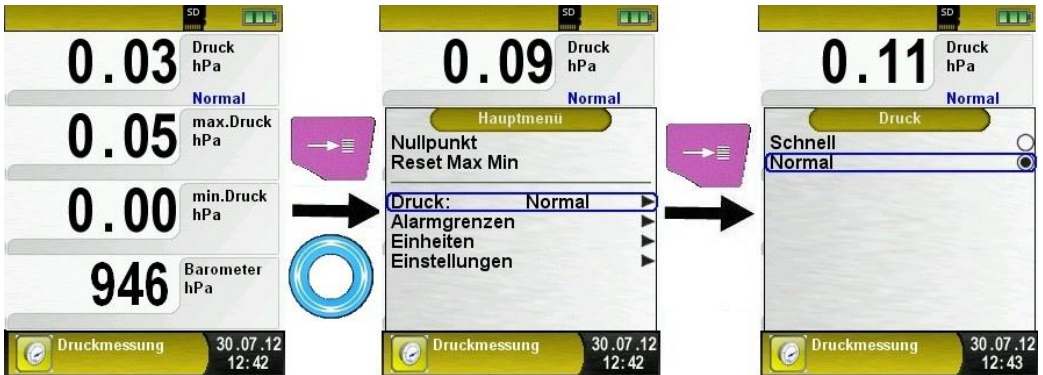 SD
0.03
Druck
hPa
Normal
0.05
max.Druck
hPa
0.00
min.Druck
hPa
946
Barometer
hPa
Druckmessung
30.07.12
12:42
SD
0.09
Druck
hPa
Normal
Hauptmenü
Nullpunkt
Reset Max Min
Druck: Normal
Alarmgrenzen
Einheiten
Einstellungen
Druckmessung
30.07.12
12:42
SD
0.11
Druck
hPa
Normal
Druck
Schnell
Normal
Druckmessung
30.07.12
12:43